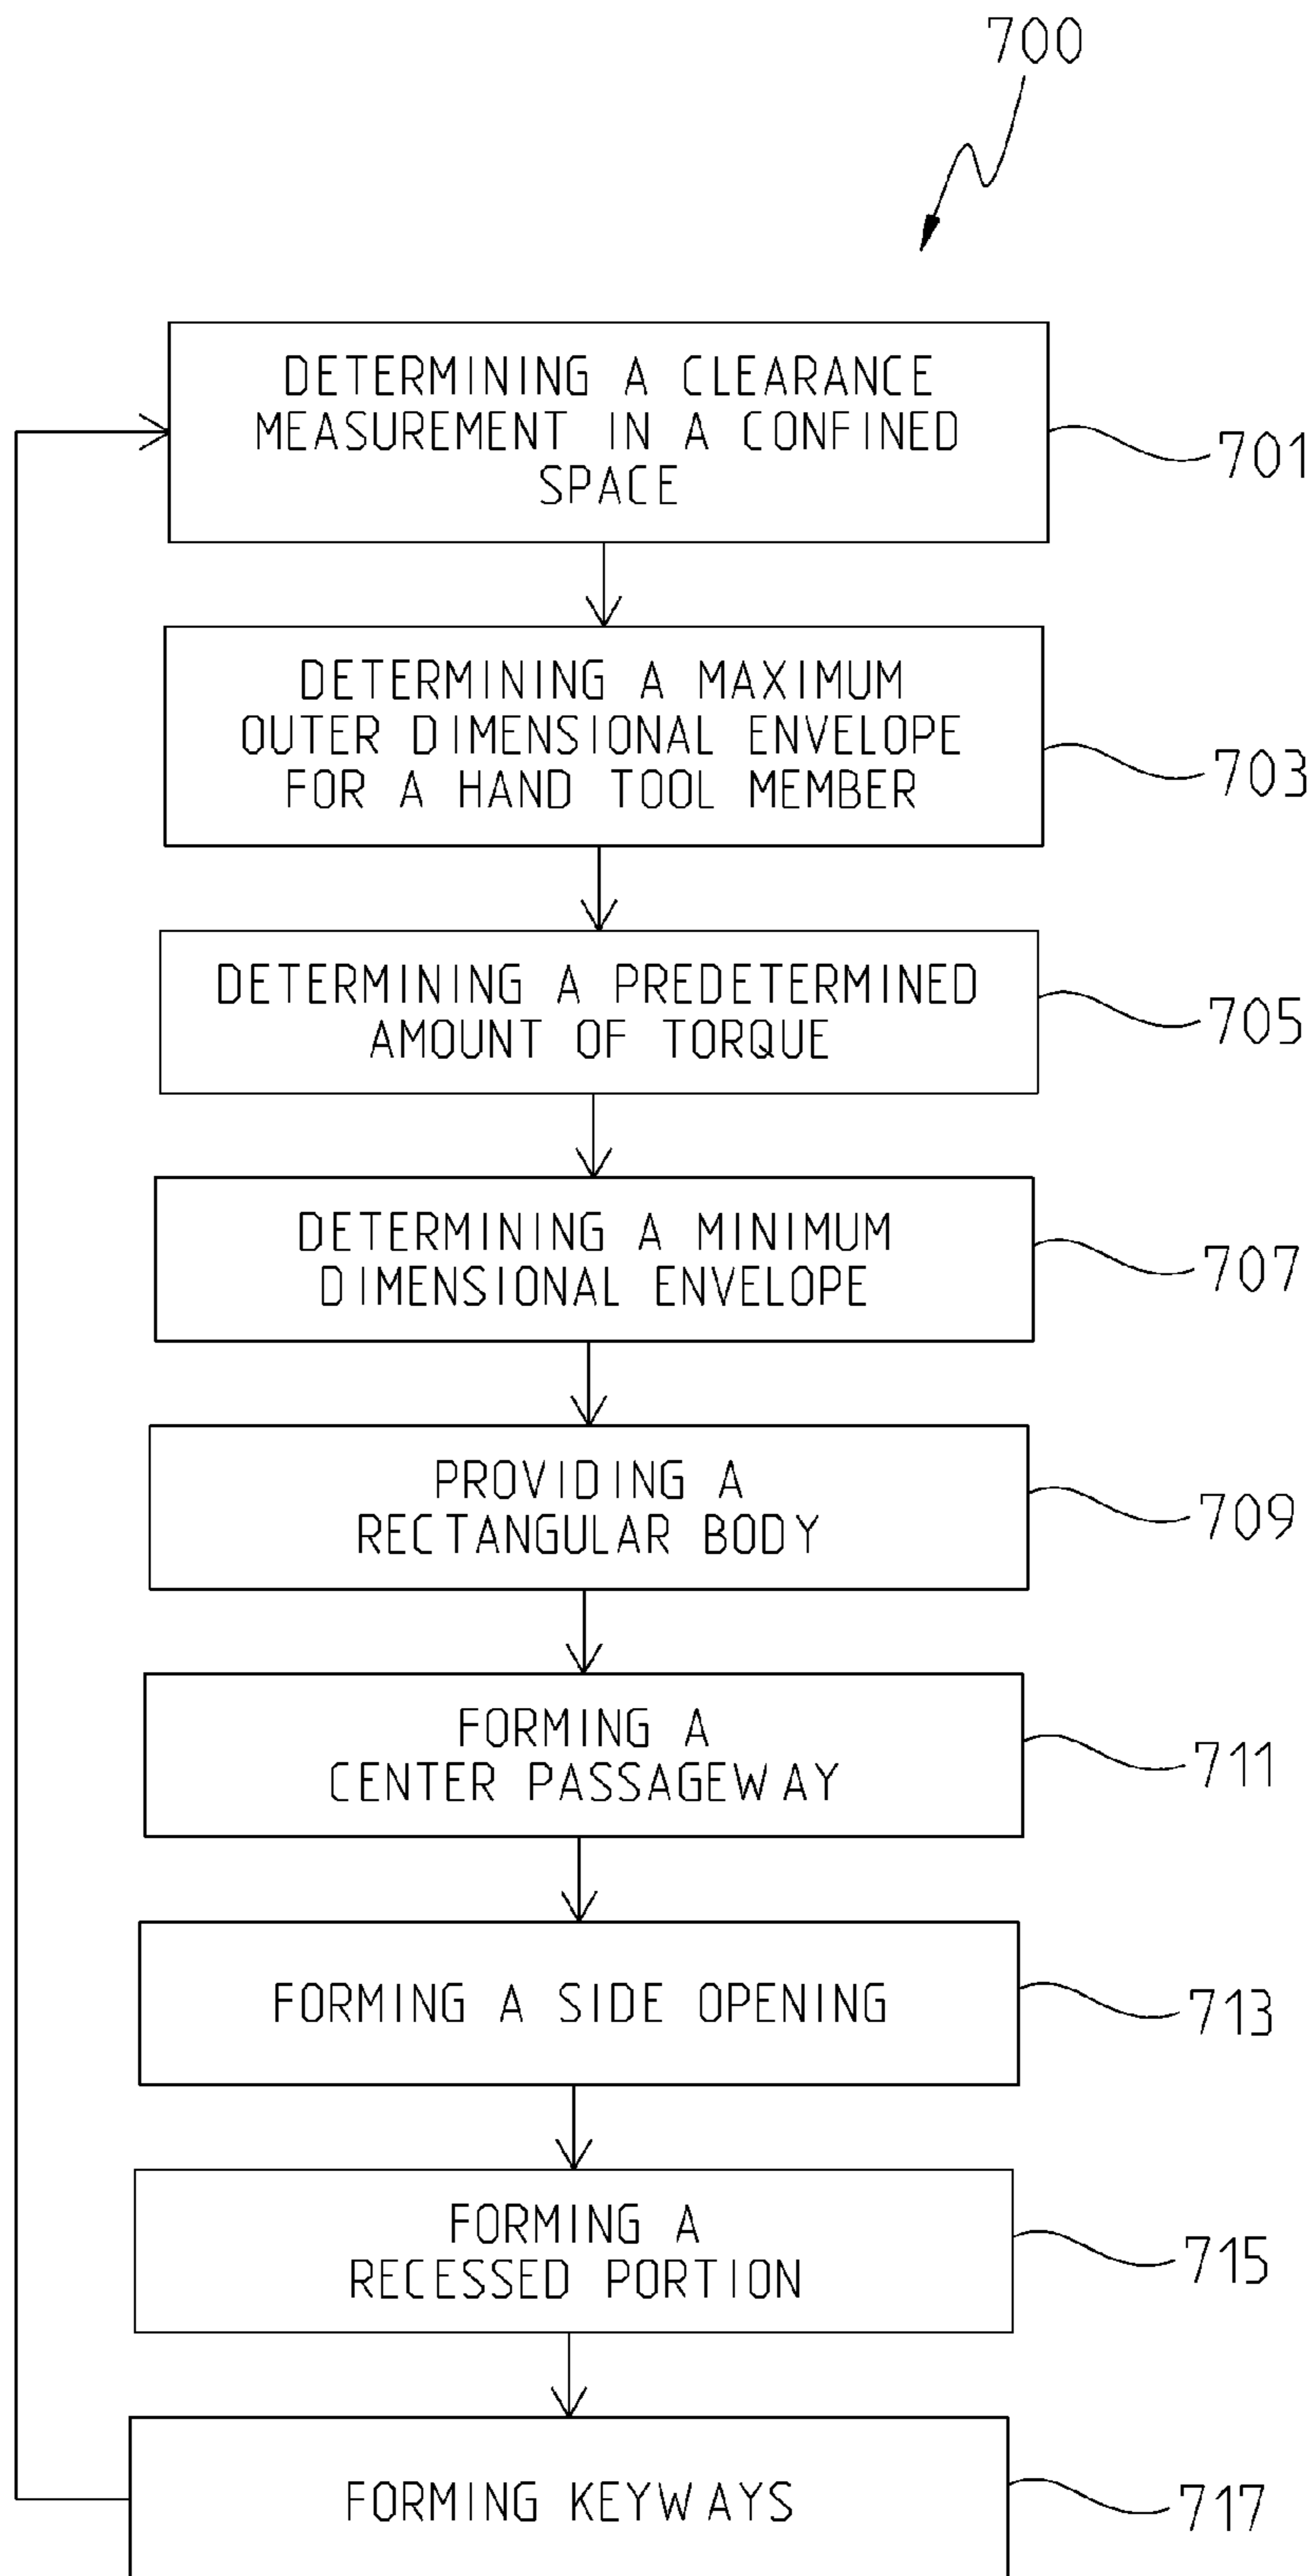 700
DETERMINING A CLEARANCE
MEASUREMENT IN A CONFINED
SPACE
701
DETERMINING A MAXIMUM
OUTER DIMENSIONAL ENVELOPE
FOR A HAND TOOL MEMBER
703
DETERMINING A PREDETERMINED
AMOUNT OF TORQUE
705
DETERMINING A MINIMUM
DIMENSIONAL ENVELOPE
707
PROVIDING A
RECTANGULAR BODY
709
FORMING A
CENTER PASSAGEWAY
711
FORMING A SIDE OPENING
713
FORMING A
RECESSED PORTION
715
FORMING KEYWAYS
717